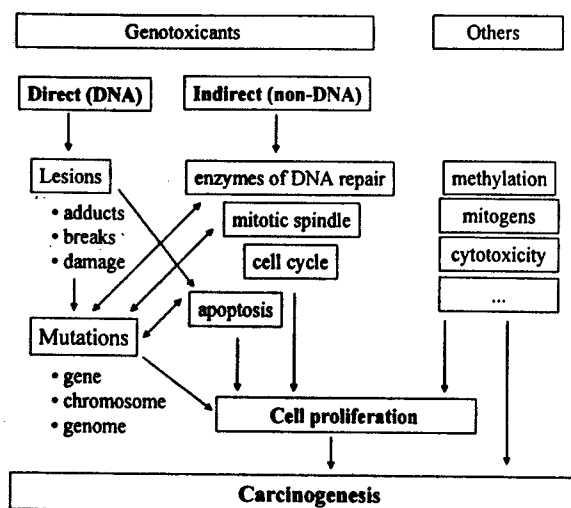 Genotoxicants
Others
Direct (DNA)
Indirect (non-DNA)
Lesions
• adducts
• breaks
• damage
enzymes of DNA repair
mitotic spindle
cell cycle
apoptosis
methylation
mitogens
cytotoxicity
...
Mutations
• gene
• chromosome
• genome
Cell proliferation
Carcinogenesis